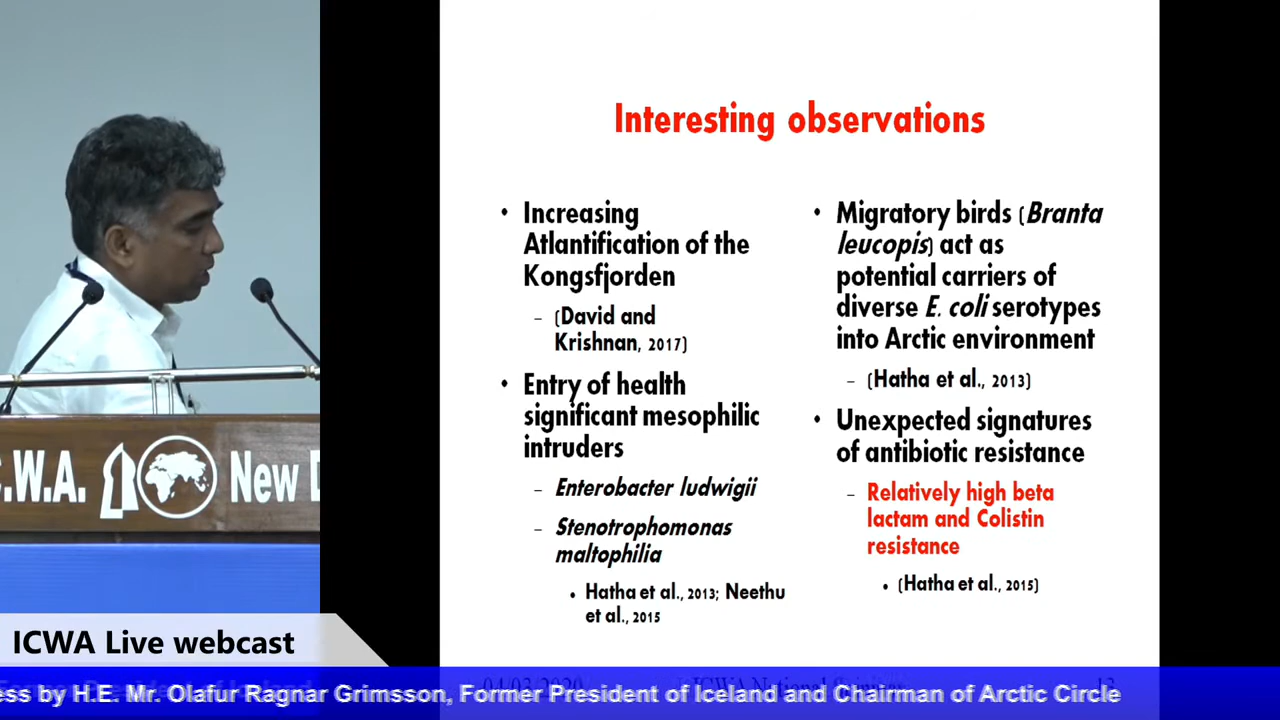 Interesting observations
• Increasing
Atlantification of the
Kongsfjorden
– (David and
Krishnan, 2017)
• Entry of health
significant mesophilic
intruders
– Enterobacter ludwigii
– Stenotrophomonas
maltophilia
• Hatha et al., 2013; Neethu
et al., 2015
• Migratory birds (Branta
leucopis) act as
potential carriers of
diverse E. coli serotypes
into Arctic environment
– (Hatha et al., 2013)
• Unexpected signatures
of antibiotic resistance
– Relatively high beta
lactam and Colistin
resistance
• (Hatha et al., 2015)
C.W.A. New D
ICWA Live webcast
ess by H.E. Mr. Olafur Ragnar Grimsson, Former President of Iceland and Chairman of Arctic Circle